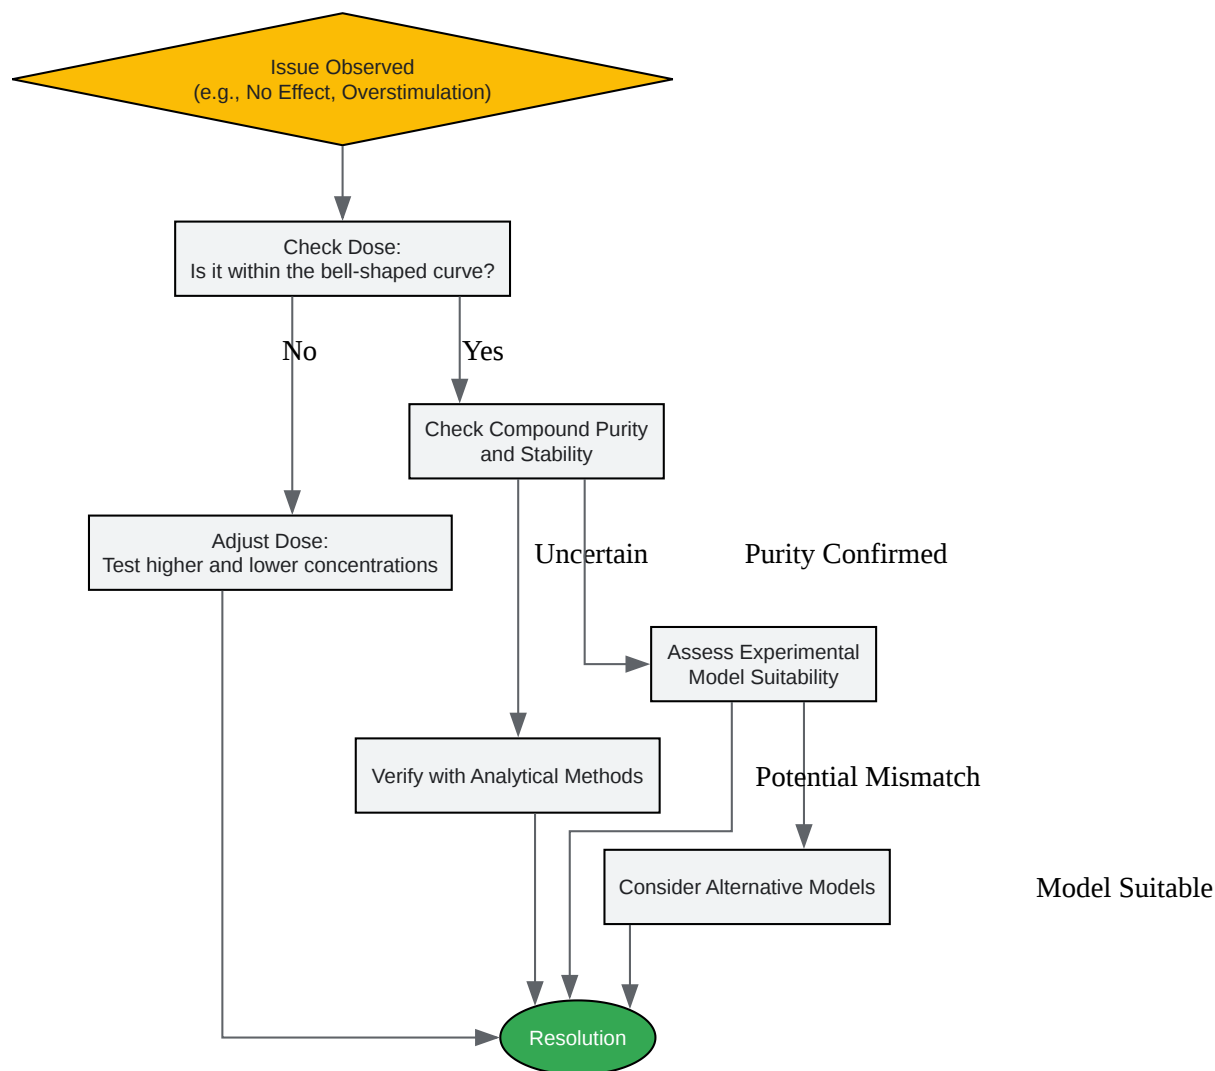 Issue Observed
(e.g., No Effect, Overstimulation)
Check Dose:
Is it within the bell-shaped curve?
No
Yes
Check Compound Purity
and Stability
Adjust Dose:
Test higher and lower concentrations
Uncertain
Purity Confirmed
Assess Experimental
Model Suitability
Verify with Analytical Methods
Potential Mismatch
Consider Alternative Models
Model Suitable
Resolution